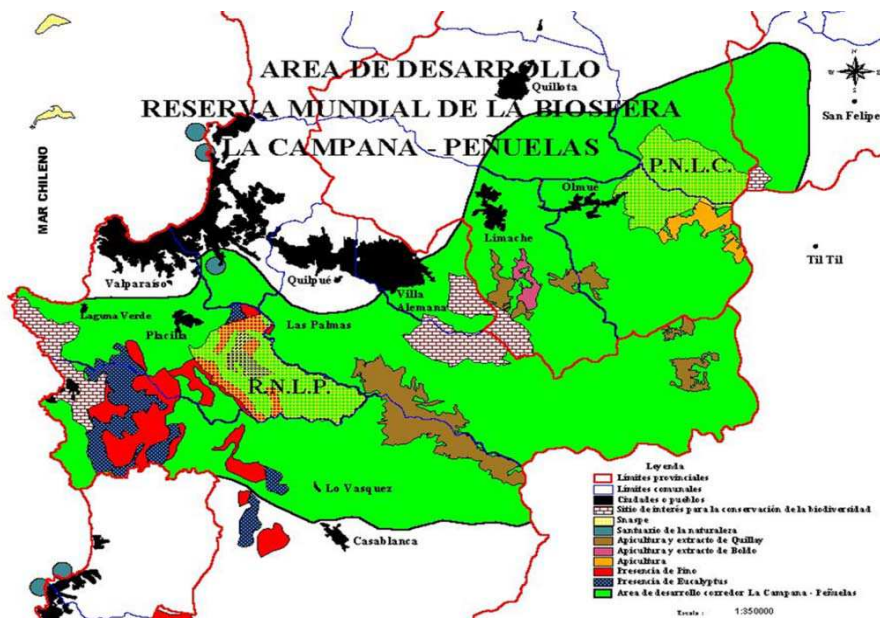 AREA DE DESARROLLO
RESERVA MUNDIAL DE LA BIOSFERA
LA CAMPANA - PEÑUELAS
MAR CHILENO
Quillota
N
S
San Felipe
P.N.L.C.
Olmué
Limache
Til Til
Valparaíso
Quilpué
Villa
Alemana
Laguna Verde
Placilla
Las Palmas
R.N.L.P.
Lo Vasquez
Casablanca
Leyenda
Límites provinciales
Límites comunales
Ciudades o pueblos
Sitio de interés para la conservación de la biodiversidad
Snaspe
Santuario de la naturaleza
Apicultura y extracto de Quillay
Apicultura y extracto de Boldo
Apicultura
Presencia de Pino
Presencia de Eucalyptus
Area de desarrollo corredor La Campana - Peñuelas
Escala : 1:350000